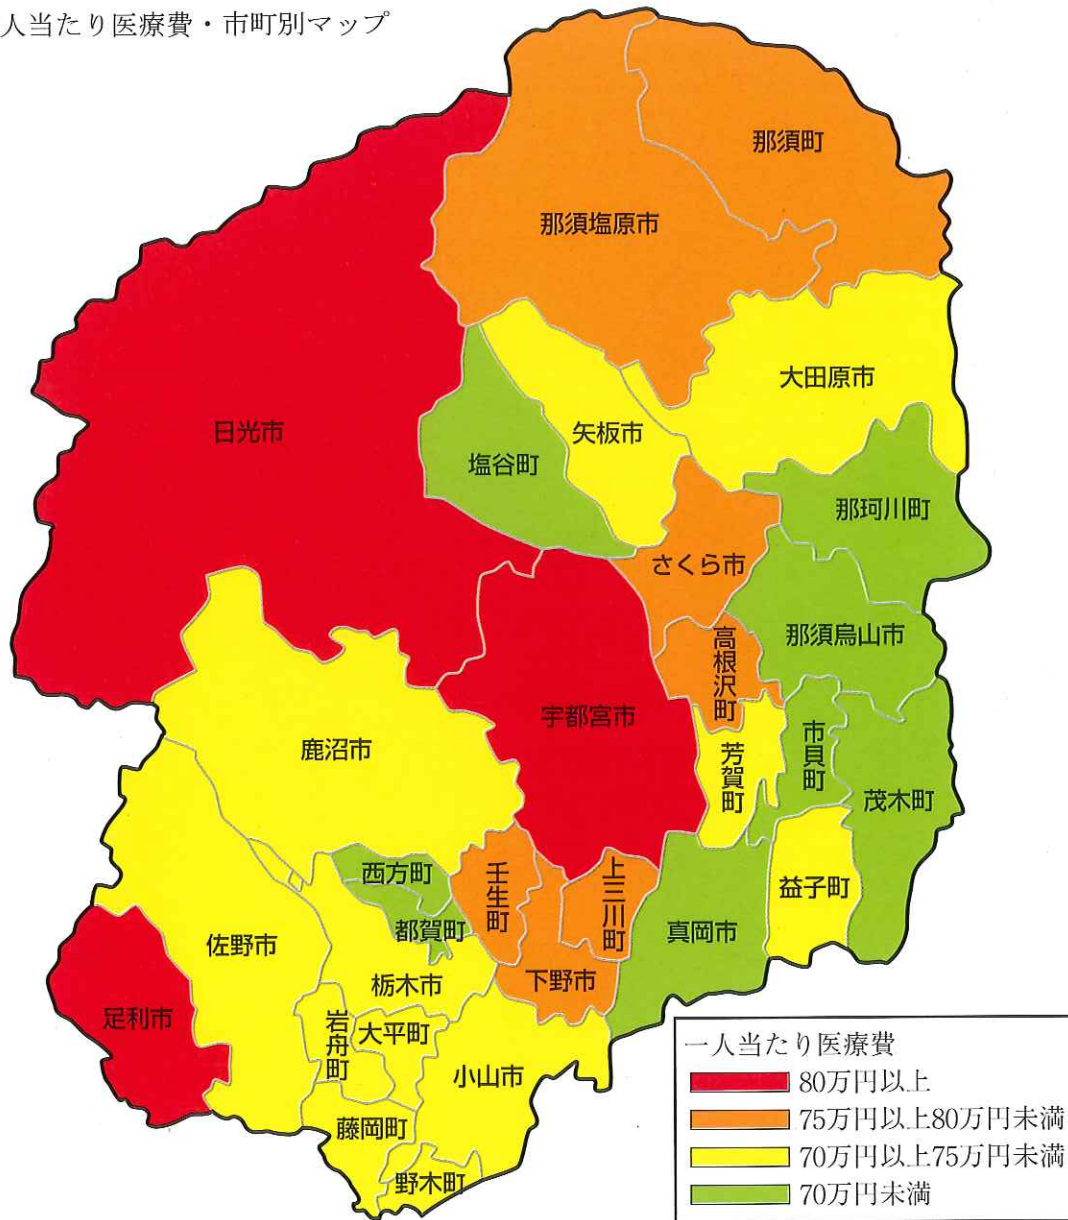 人当たり医療費・市町別マップ
那須町
那須塩原市
大田原市
日光市
矢板市
塩谷町
那珂川町
さくら市
那須烏山市
高根沢町
宇都宮市
鹿沼市
芳賀町
市貝町
茂木町
西方町
壬生町
上三川町
益子町
都賀町
真岡市
佐野市
栃木市
下野市
足利市
岩舟町
大平町
小山市
藤岡町
野木町
一人当たり医療費
80万円以上
75万円以上80万円未満
70万円以上75万円未満
70万円未満